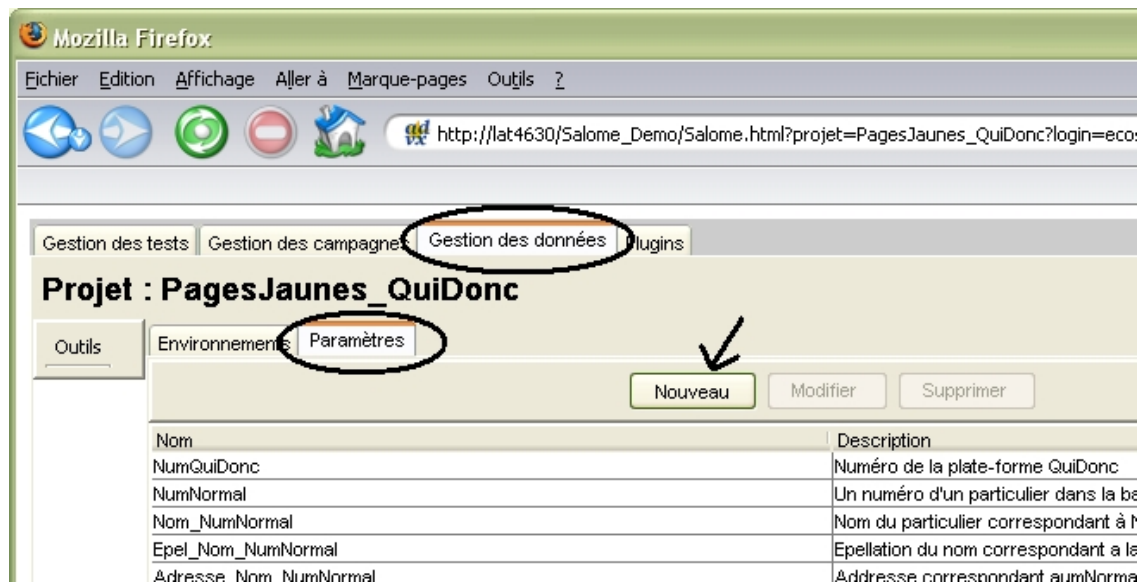 Mozilla Firefox
Fichier Edition Affichage Aller à Marque-pages Outils ?
http://lat4630/Salome_Demo/Salome.html?projet=PagesJaunes_QuiDonc?login=eco
Gestion des tests Gestion des campagnes Gestion des données Plugins
Projet : PagesJaunes_QuiDonc
Outils Environnements Paramètres
Nouveau Modifier Supprimer
Nom Description
NumQuiDonc Numéro de la plate-forme QuiDonc
NumNormal Un numéro d'un particulier dans la ba
Nom_NumNormal Nom du particulier correspondant à N
Epel_Nom_NumNormal Epellation du nom correspondant a la
Adresse_Nom_NumNormal Addresse correspondant aumNorma